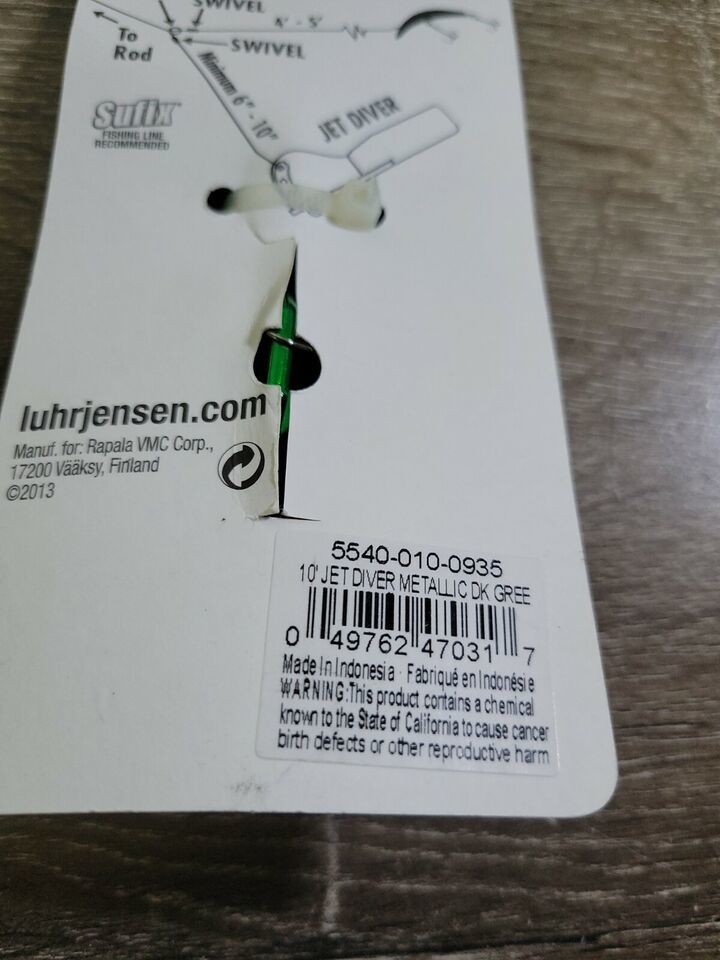 SWIVEL
4' - 5'
To
Rod
SWIVEL
Minimum 6" - 10"
JET DIVER
Sufix
FISHING LINE
RECOMMENDED
luhrjensen.com
Manuf. for: Rapala VMC Corp.,
17200 Vääksy, Finland
©2013
5540-010-0935
10' JET DIVER METALLIC DK GREE
0 49762 47031 7
Made In Indonesia · Fabriqué en Indonésie
WARNING:This product contains a chemical
known to the State of California to cause cancer
birth defects or other reproductive harm